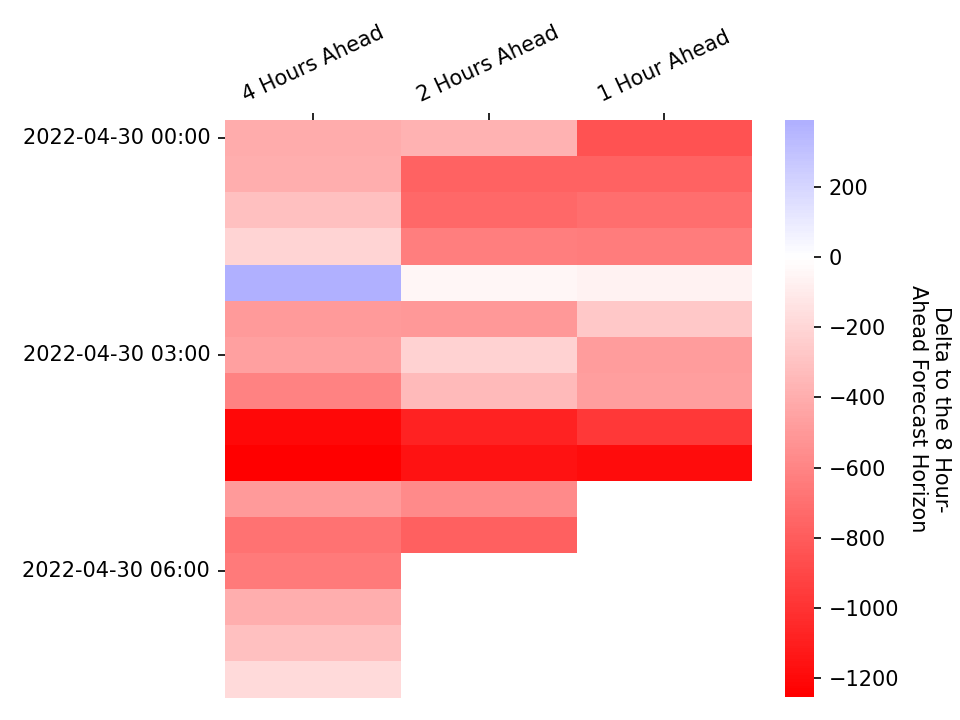 4 Hours Ahead
2 Hours Ahead
1 Hour Ahead
2022-04-30 00:00
2022-04-30 03:00
2022-04-30 06:00
200
0
−200
−400
−600
−800
−1000
−1200
Delta to the 8 Hour-
Ahead Forecast Horizon